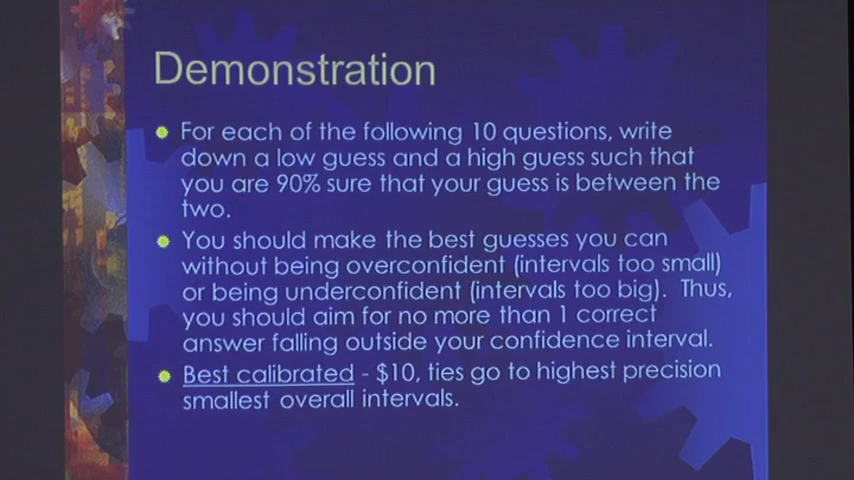 Demonstration
For each of the following 10 questions, write
down a low guess and a high guess such that
you are 90% sure that your guess is between the
two.
You should make the best guesses you can
without being overconfident (intervals too small)
or being underconfident (intervals too big). Thus,
you should aim for no more than 1 correct
answer falling outside your confidence interval.
Best calibrated - $10, ties go to highest precision
smallest overall intervals.